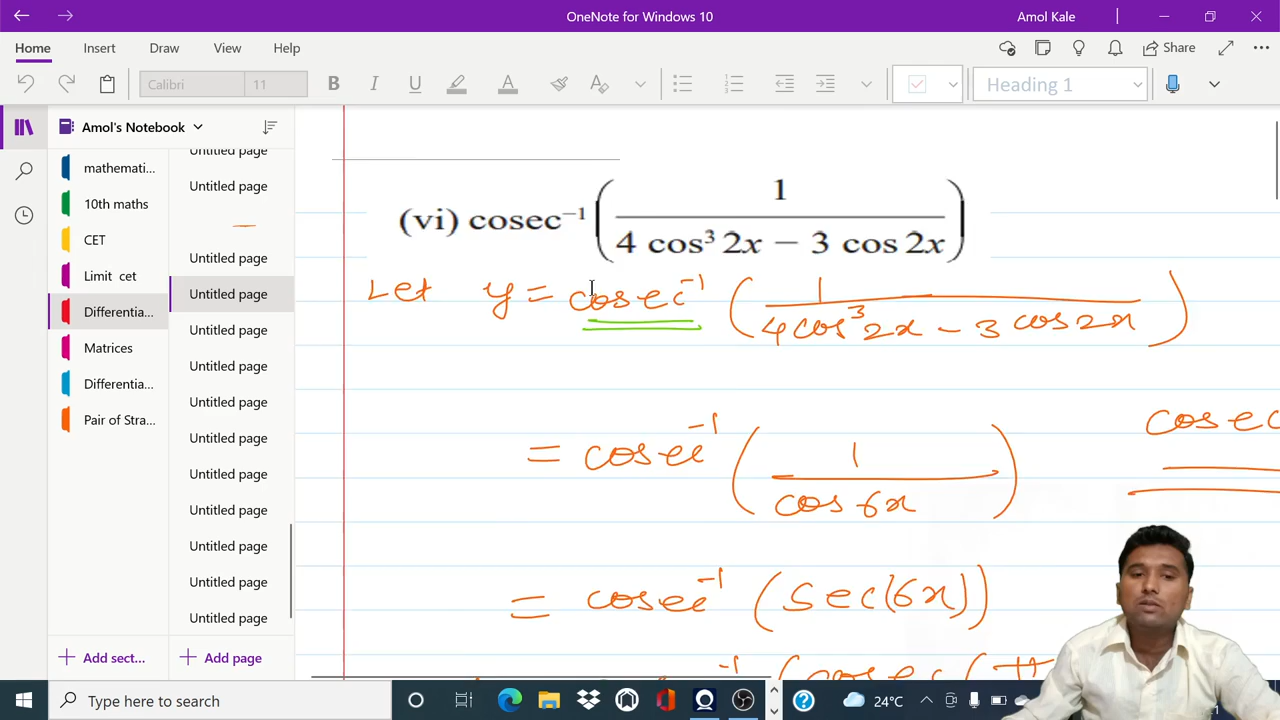 OneNote for Windows 10
Amol Kale
Home Insert Draw View Help
Share
Calibri 11 B I U A Heading 1
Amol's Notebook
mathemati...
10th maths
CET
Limit cet
Differentia...
Matrices
Differentia...
Pair of Stra...
Untitled page
Untitled page
Untitled page
Untitled page
Untitled page
Untitled page
Untitled page
Untitled page
Untitled page
Untitled page
Untitled page
Untitled page
Untitled page
Add sect...
Add page
(vi) cosec⁻¹ ( 1
4 cos³ 2x − 3 cos 2x )
Let y = cosec⁻¹ ( 1
4cos³2x − 3 cos2x )
= cosec⁻¹ ( 1
cos 6x )
cosec
= cosec⁻¹ (sec(6x))
⁻¹ (cosec(π
Type here to search
24°C